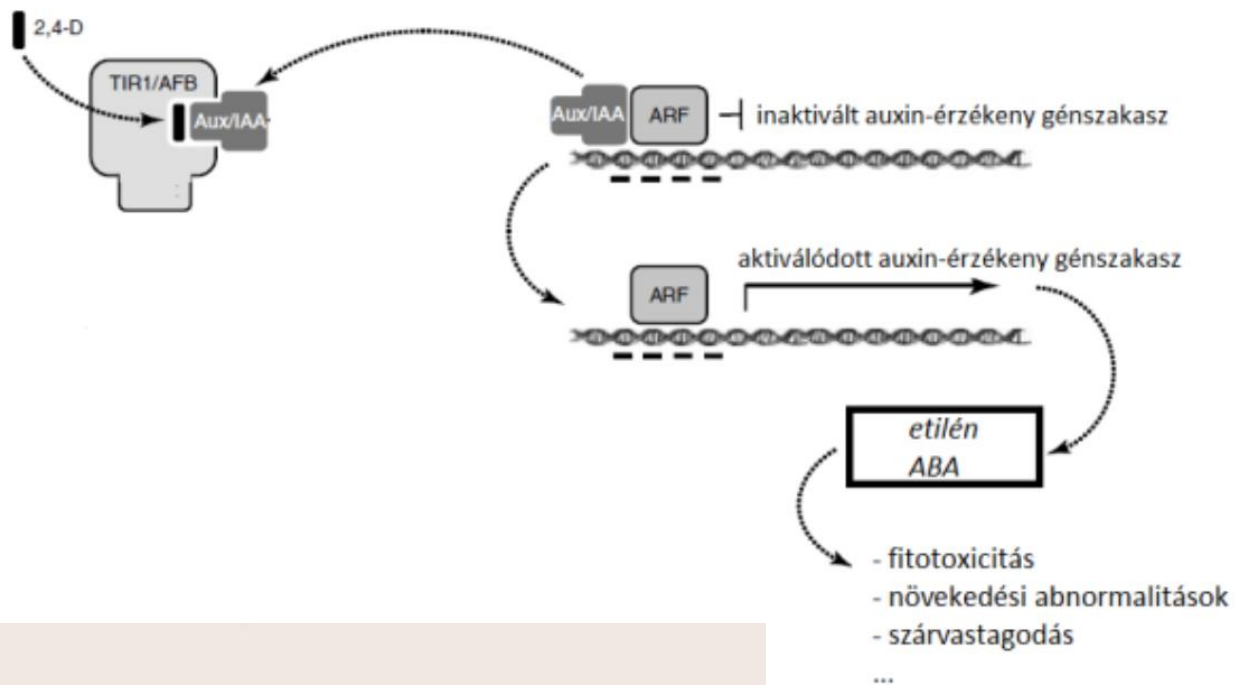 2,4-D
TIR1/AFB
Aux/IAA
Aux/IAA
ARF
inaktivált auxin-érzékeny génszakasz
aktiválódott auxin-érzékeny génszakasz
ARF
etilén
ABA
- fitotoxicitás
- növekedési abnormalitások
- szárvastagodás
...